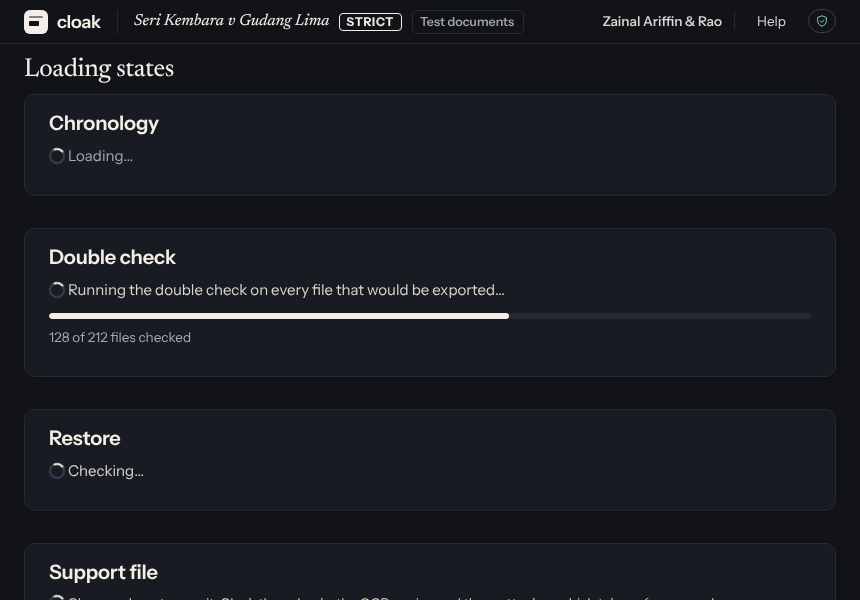 cloak Seri Kembara v Gudang Lima STRICT Test documents Zainal Ariffin & Rao Help
Loading states
Chronology
Loading...
Double check
Running the double check on every file that would be exported...
128 of 212 files checked
Restore
Checking...
Support file